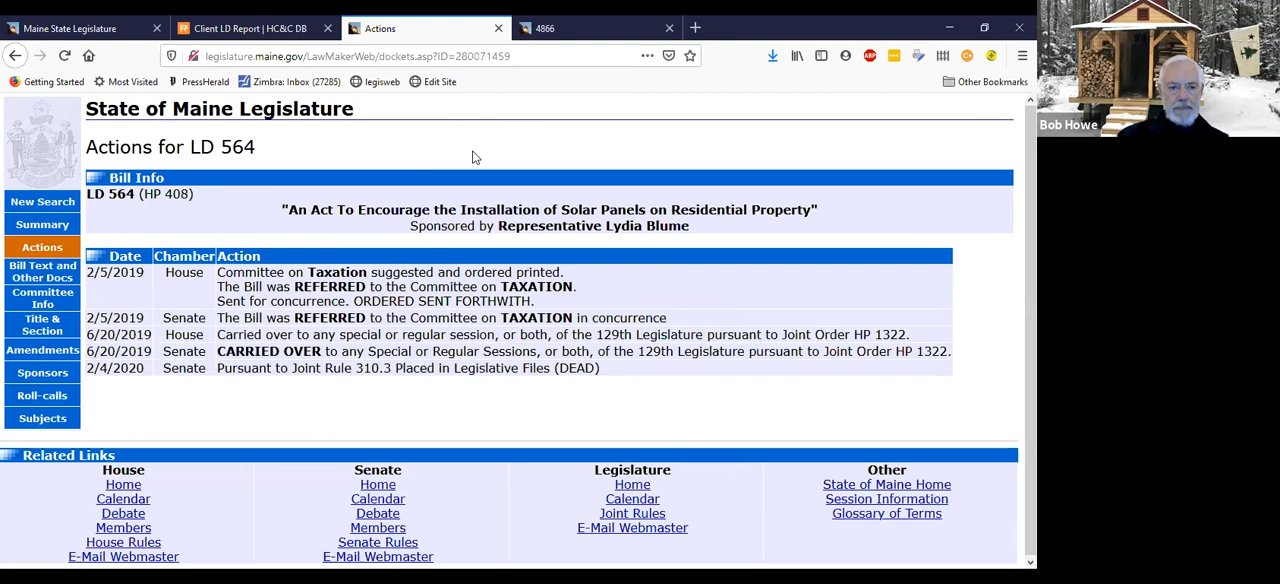 Maine State Legislature
Client LD Report | HC&C DB
Actions
4866
legislature.maine.gov/LawMakerWeb/dockets.asp?ID=280071459
Getting Started
Most Visited
PressHerald
Zimbra: Inbox (27285)
legisweb
Edit Site
Other Bookmarks
Bob Howe
State of Maine Legislature
Actions for LD 564
New Search
Summary
Actions
Bill Text and
Other Docs
Committee
Info
Title &
Section
Amendments
Sponsors
Roll-calls
Subjects
Bill Info
LD 564 (HP 408)
"An Act To Encourage the Installation of Solar Panels on Residential Property"
Sponsored by Representative Lydia Blume
Date Chamber Action
2/5/2019 House Committee on Taxation suggested and ordered printed.
The Bill was REFERRED to the Committee on TAXATION.
Sent for concurrence. ORDERED SENT FORTHWITH.
2/5/2019 Senate The Bill was REFERRED to the Committee on TAXATION in concurrence
6/20/2019 House Carried over to any special or regular session, or both, of the 129th Legislature pursuant to Joint Order HP 1322.
6/20/2019 Senate CARRIED OVER to any Special or Regular Sessions, or both, of the 129th Legislature pursuant to Joint Order HP 1322.
2/4/2020 Senate Pursuant to Joint Rule 310.3 Placed in Legislative Files (DEAD)
Related Links
House
Home
Calendar
Debate
Members
House Rules
E-Mail Webmaster
Senate
Home
Calendar
Debate
Members
Senate Rules
E-Mail Webmaster
Legislature
Home
Calendar
Joint Rules
E-Mail Webmaster
Other
State of Maine Home
Session Information
Glossary of Terms